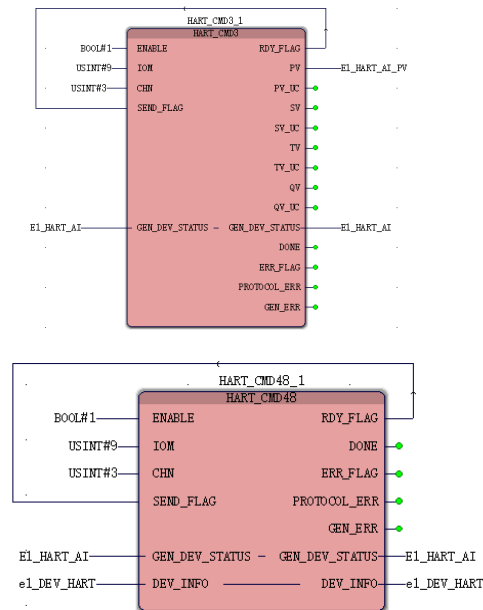 HART_CMD3_1
HART_CMD3
BOOL#1 ENABLE RDY_FLAG
USINT#9 IOM PV E1_HART_AI_PV
USINT#3 CHN PV_UC
SEND_FLAG SV
SV_UC
TV
TV_UC
QV
QV_UC
E1_HART_AI GEN_DEV_STATUS - GEN_DEV_STATUS E1_HART_AI
DONE
ERR_FLAG
PROTOCOL_ERR
GEN_ERR
HART_CMD48_1
HART_CMD48
BOOL#1 ENABLE RDY_FLAG
USINT#9 IOM DONE
USINT#3 CHN ERR_FLAG
SEND_FLAG PROTOCOL_ERR
GEN_ERR
E1_HART_AI GEN_DEV_STATUS - GEN_DEV_STATUS E1_HART_AI
e1_DEV_HART DEV_INFO DEV_INFO e1_DEV_HART